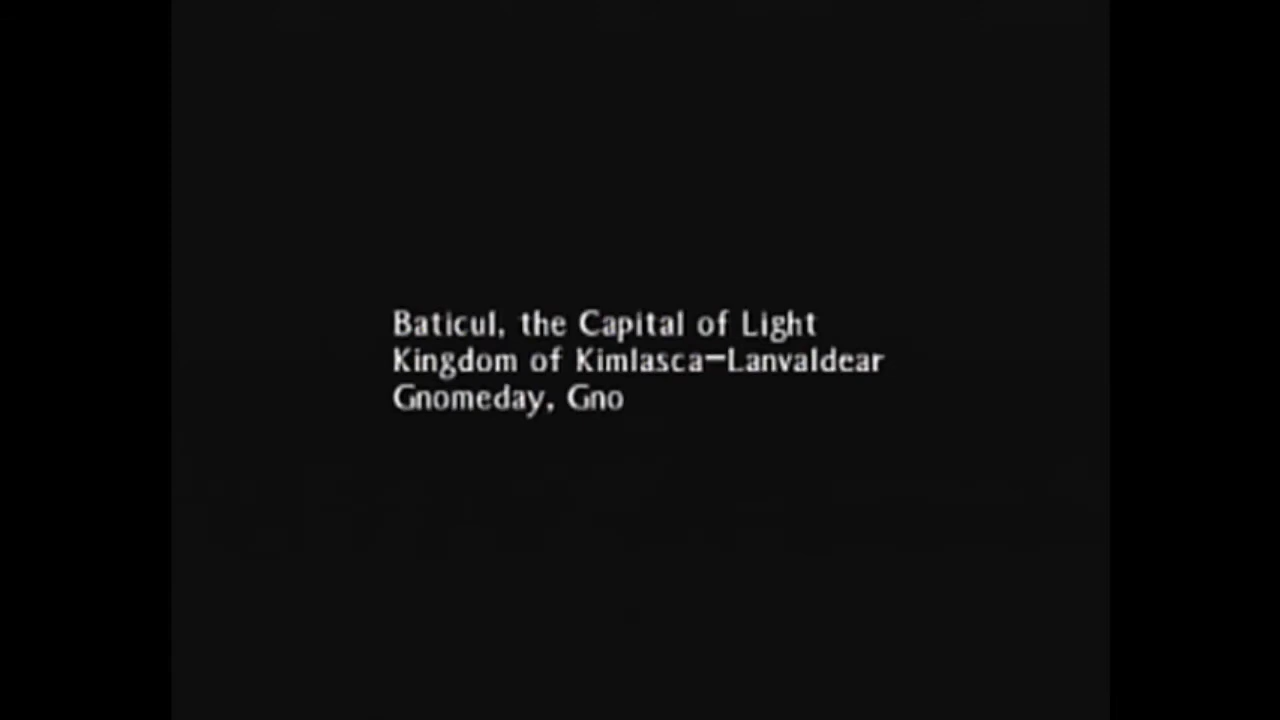 Baticul, the Capital of Light
Kingdom of Kimlasca-Lanvaldear
Gnomeday, Gno